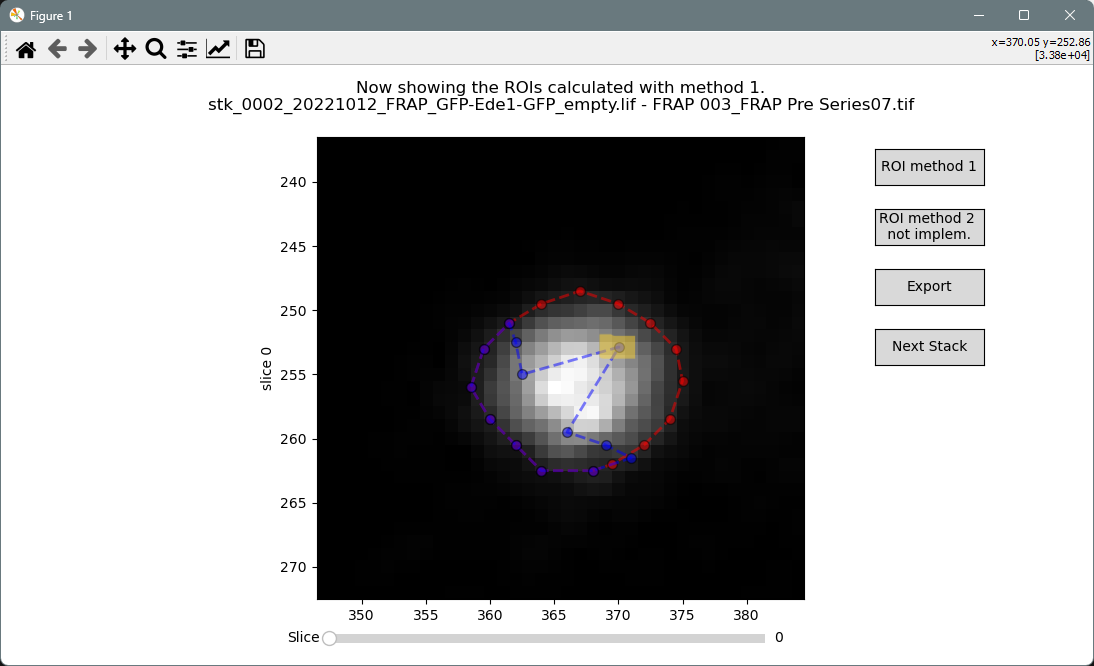 Figure 1
x=370.05 y=252.86
[3.38e+04]
Now showing the ROIs calculated with method 1.
stk_0002_20221012_FRAP_GFP-Ede1-GFP_empty.lif - FRAP 003_FRAP Pre Series07.tif
ROI method 1
ROI method 2
not implem.
Export
Next Stack
slice 0
240
245
250
255
260
265
270
350
355
360
365
370
375
380
Slice
0